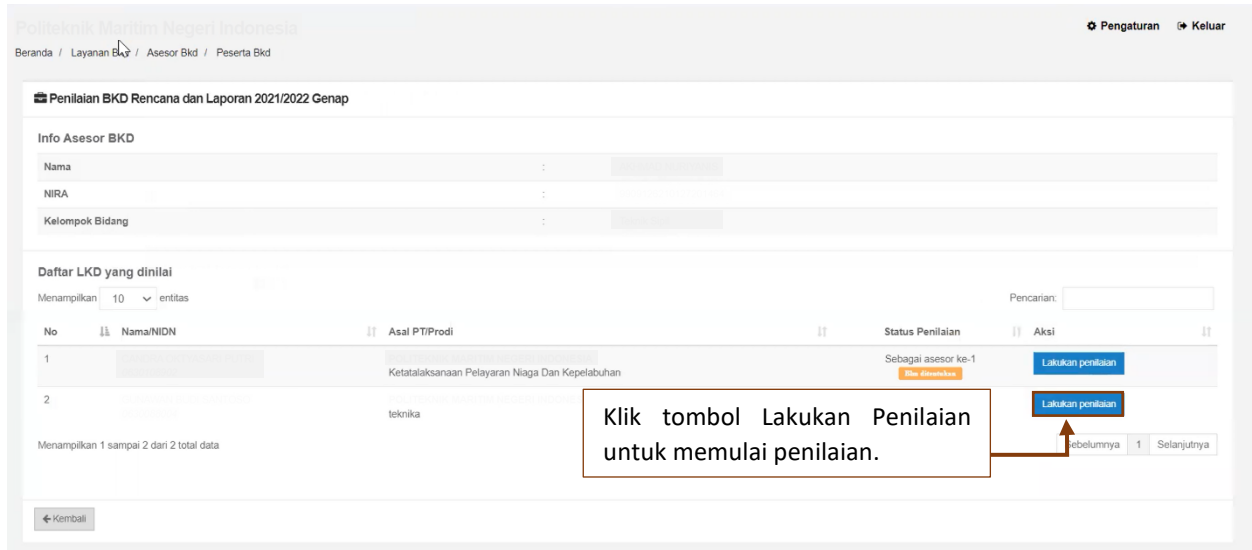 Politeknik Maritim Negeri Indonesia
Pengaturan Keluar
Beranda / Layanan / Asesor Bkd / Peserta Bkd
Penilaian BKD Rencana dan Laporan 2021/2022 Genap
Info Asesor BKD
Nama :
NIRA :
Kelompok Bidang :
Daftar LKD yang dinilai
Menampilkan 10 entitas
Pencarian:
No Nama/NIDN Asal PT/Prodi Status Penilaian Aksi
1 Sebagai asesor ke-1 Lakukan penilaian
Ketatalaksanaan Pelayaran Niaga Dan Kepelabuhan
2 Lakukan penilaian
teknika
Klik tombol Lakukan Penilaian
untuk memulai penilaian.
Menampilkan 1 sampai 2 dari 2 total data
Sebelumnya 1 Selanjutnya
Kembali